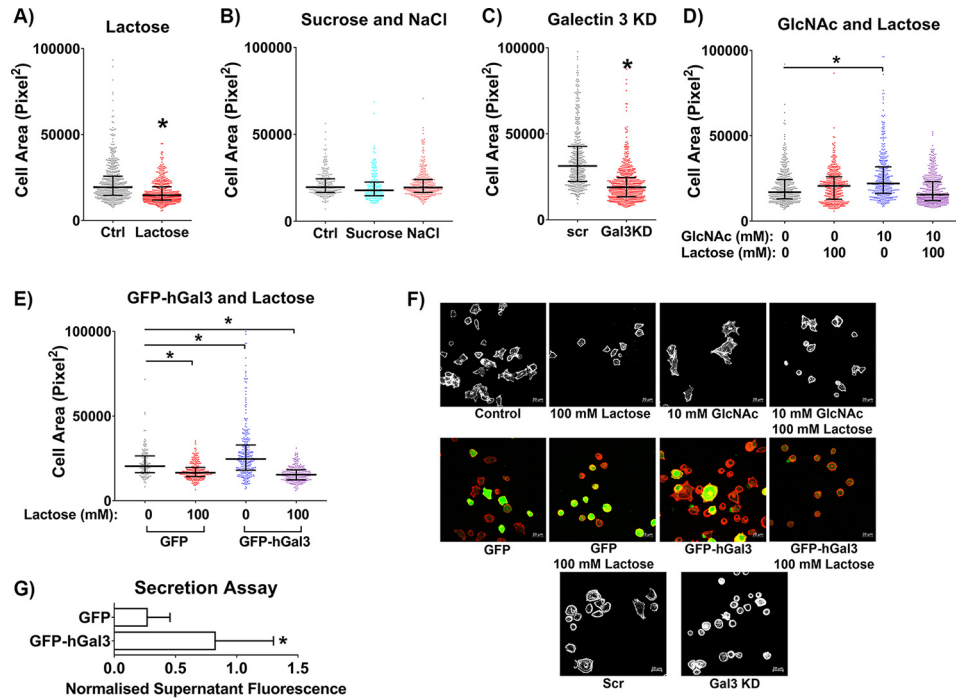 A)
Lactose
Cell Area (Pixel²)
100000
50000
0
*
Ctrl Lactose
B)
Sucrose and NaCl
Cell Area (Pixel²)
100000
50000
0
Ctrl Sucrose NaCl
C)
Galectin 3 KD
Cell Area (Pixel²)
100000
50000
0
*
scr Gal3KD
D)
GlcNAc and Lactose
Cell Area (Pixel²)
150000
100000
50000
0
*
GlcNAc (mM): 0 0 10 10
Lactose (mM): 0 100 0 100
E)
GFP-hGal3 and Lactose
Cell Area (Pixel²)
100000
50000
0
*
*
*
Lactose (mM): 0 100 0 100
GFP GFP-hGal3
F)
Control
100 mM Lactose
10 mM GlcNAc
10 mM GlcNAc
100 mM Lactose
GFP
GFP
100 mM Lactose
GFP-hGal3
GFP-hGal3
100 mM Lactose
Scr
Gal3 KD
G)
Secretion Assay
GFP
GFP-hGal3
*
0.0 0.5 1.0 1.5
Normalised Supernatant Fluorescence